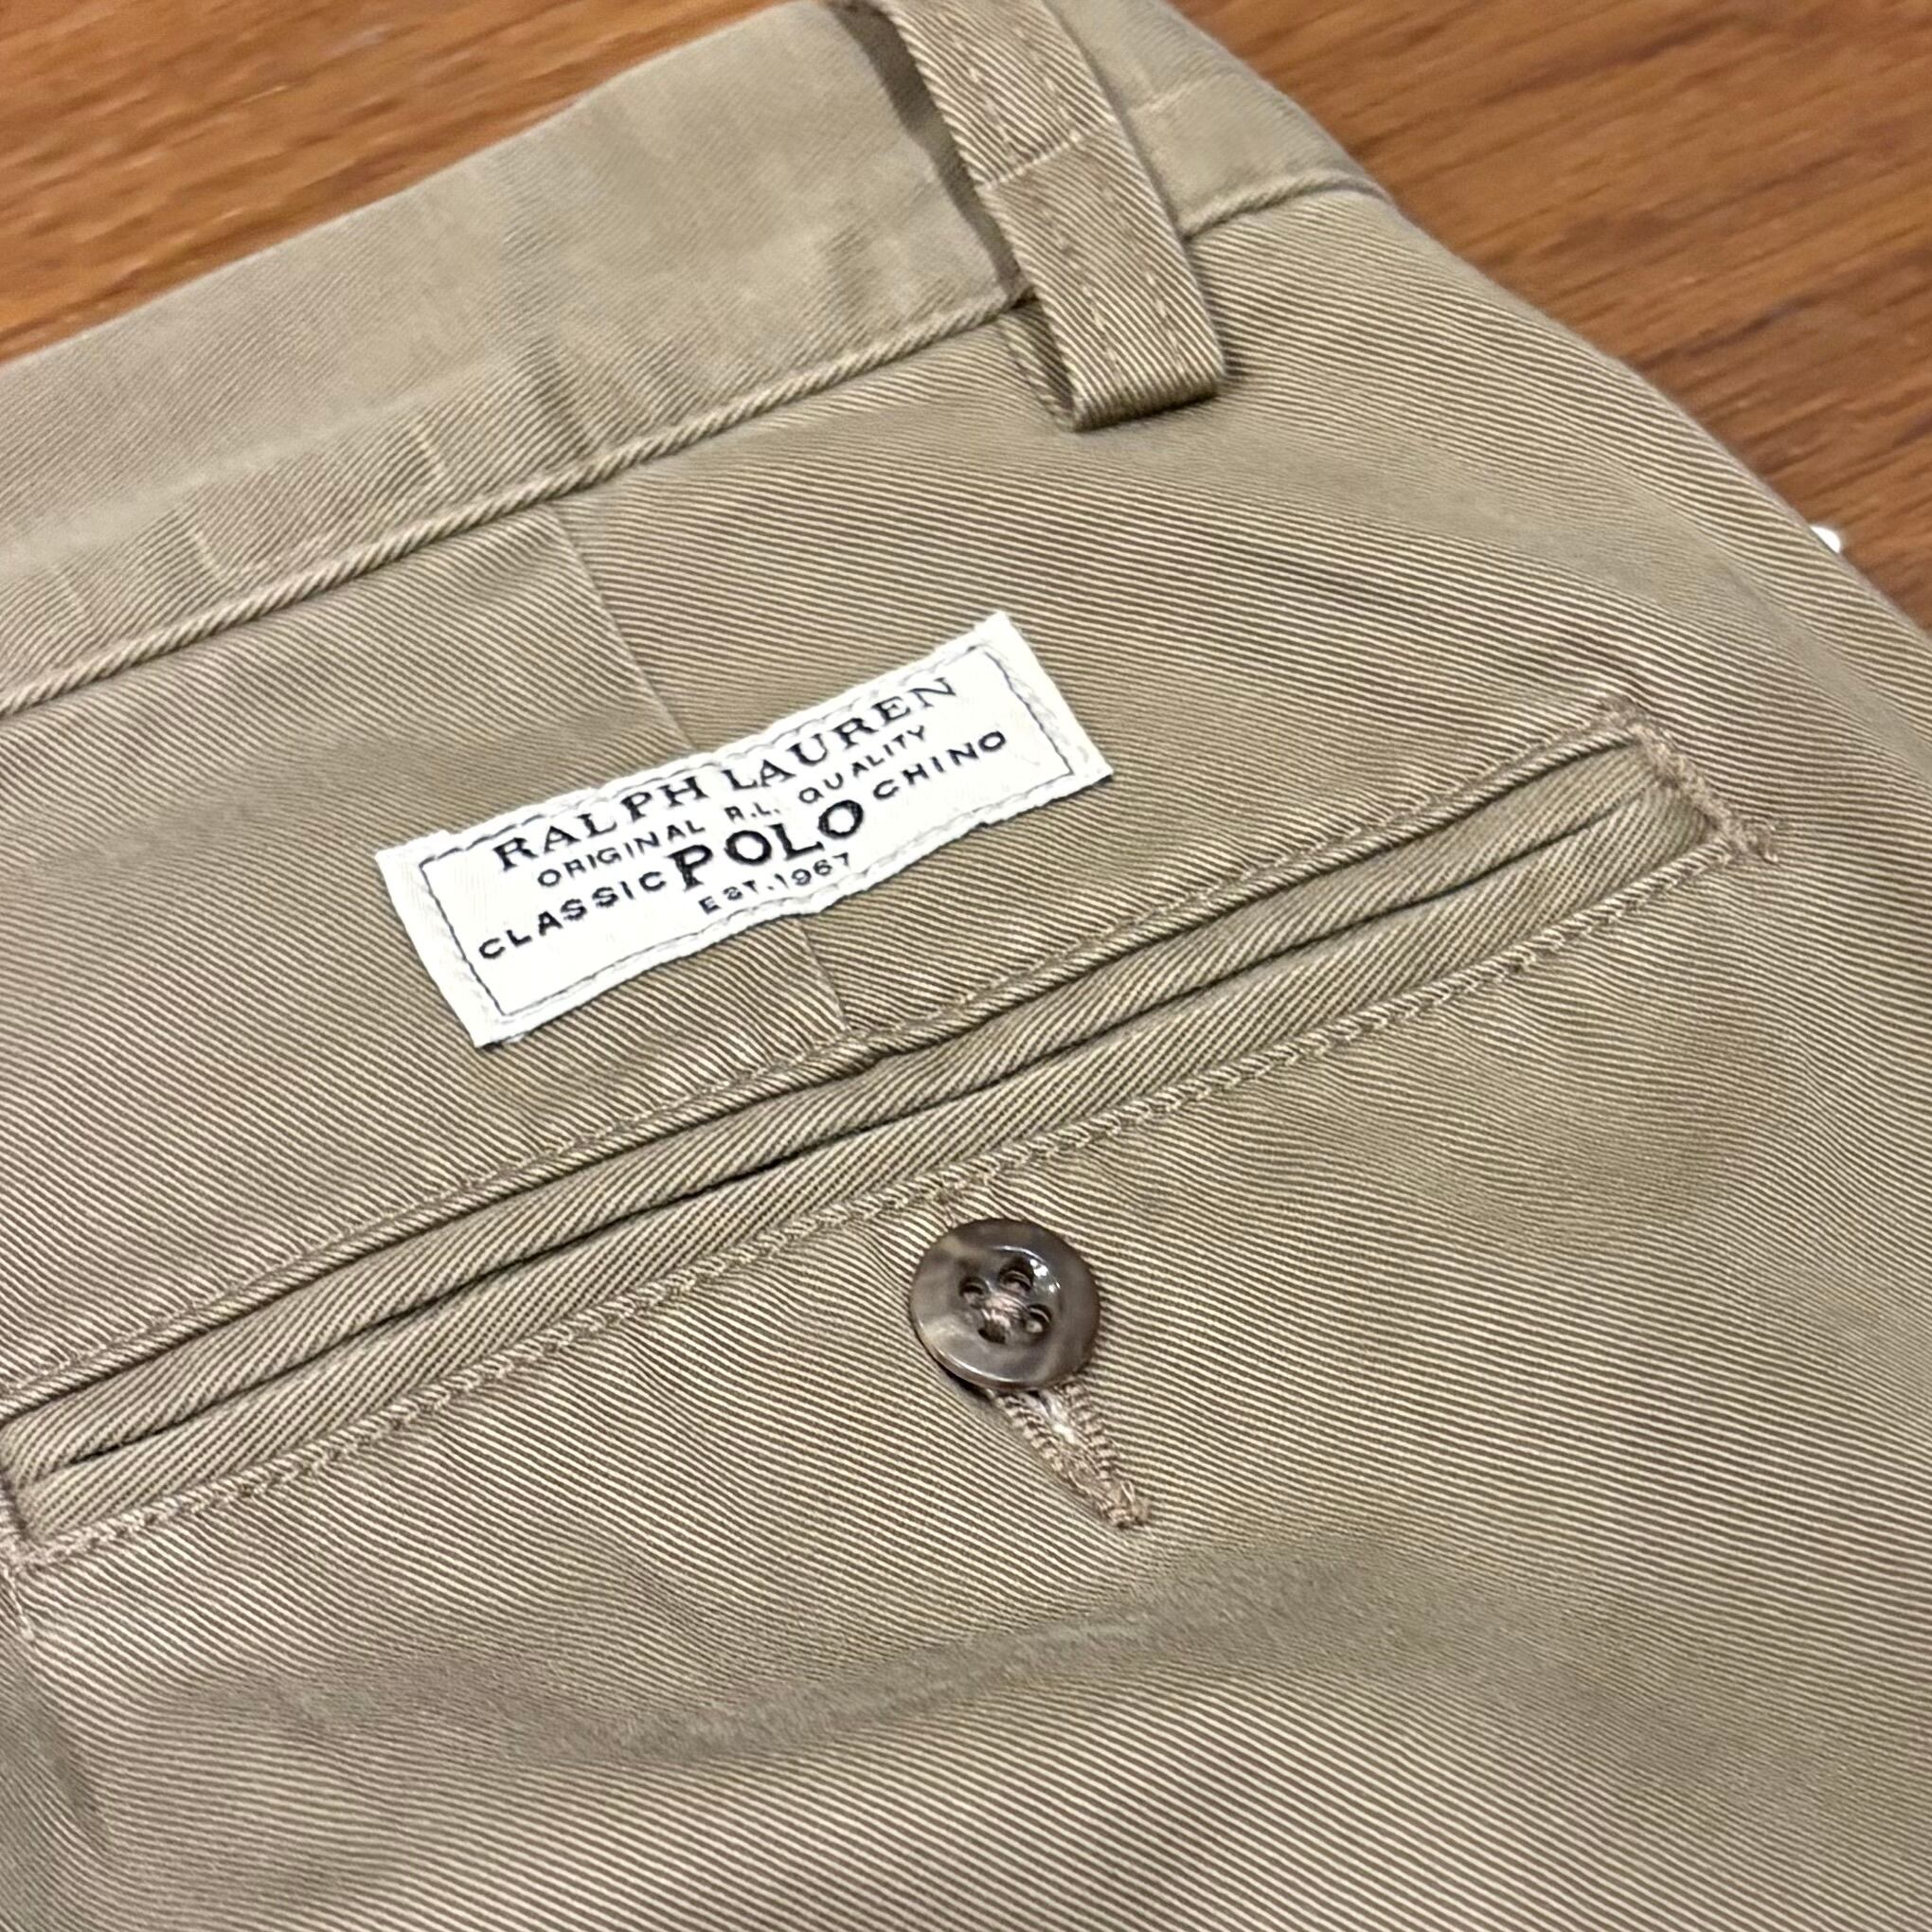 RALPH LAUREN
ORIGINAL R.L. QUALITY
CLASSIC POLO CHINO
EST. 1967